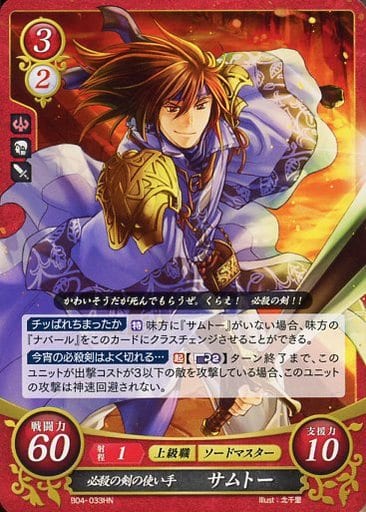 3
2
かわいそうだが死んでもらうぜ。くらえ! 必殺の剣!!
チッばれちまったか 特 味方に『サムトー』がいない場合、味方の
『ナバール』をこのカードにクラスチェンジさせることができる。
今宵の必殺剣はよく切れる… 起【2】ターン終了まで、この
ユニットが出撃コストが3以下の敵を攻撃している場合、このユニット
の攻撃は神速回避されない。
戦闘力
60
射程 1
上級職
ソードマスター
支援力
10
必殺の剣の使い手 サムトー
B04-033HN
Illust:北千里